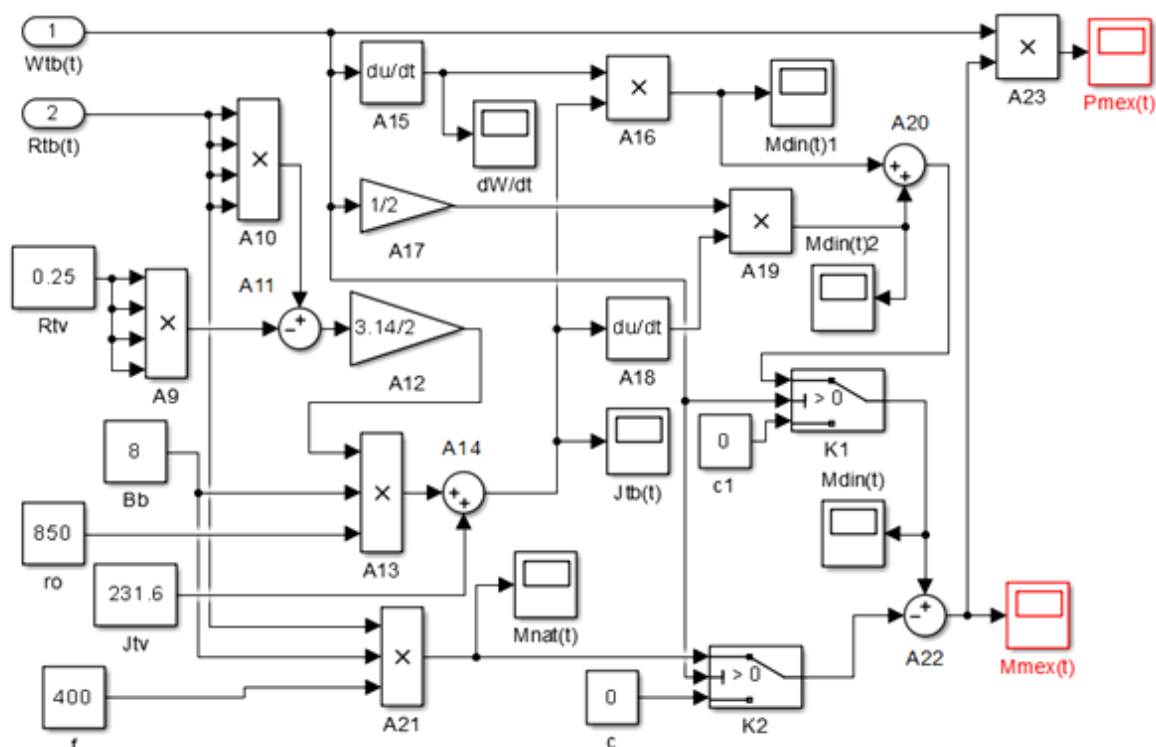 1
Wtb(t)
2
Rtb(t)
A10
du/dt
A15
dW/dt
A16
Mdin(t)1
A20
A23
Pmex(t)
1/2
A17
A19
Mdin(t)2
0.25
Rtv
A9
A11
3.14/2
A12
du/dt
A18
Jtb(t)
> 0
K1
0
c1
Mdin(t)
8
Bb
850
ro
231.6
Jtv
A13
A14
Mnat(t)
400
f
A21
0
c
> 0
K2
A22
Mmex(t)